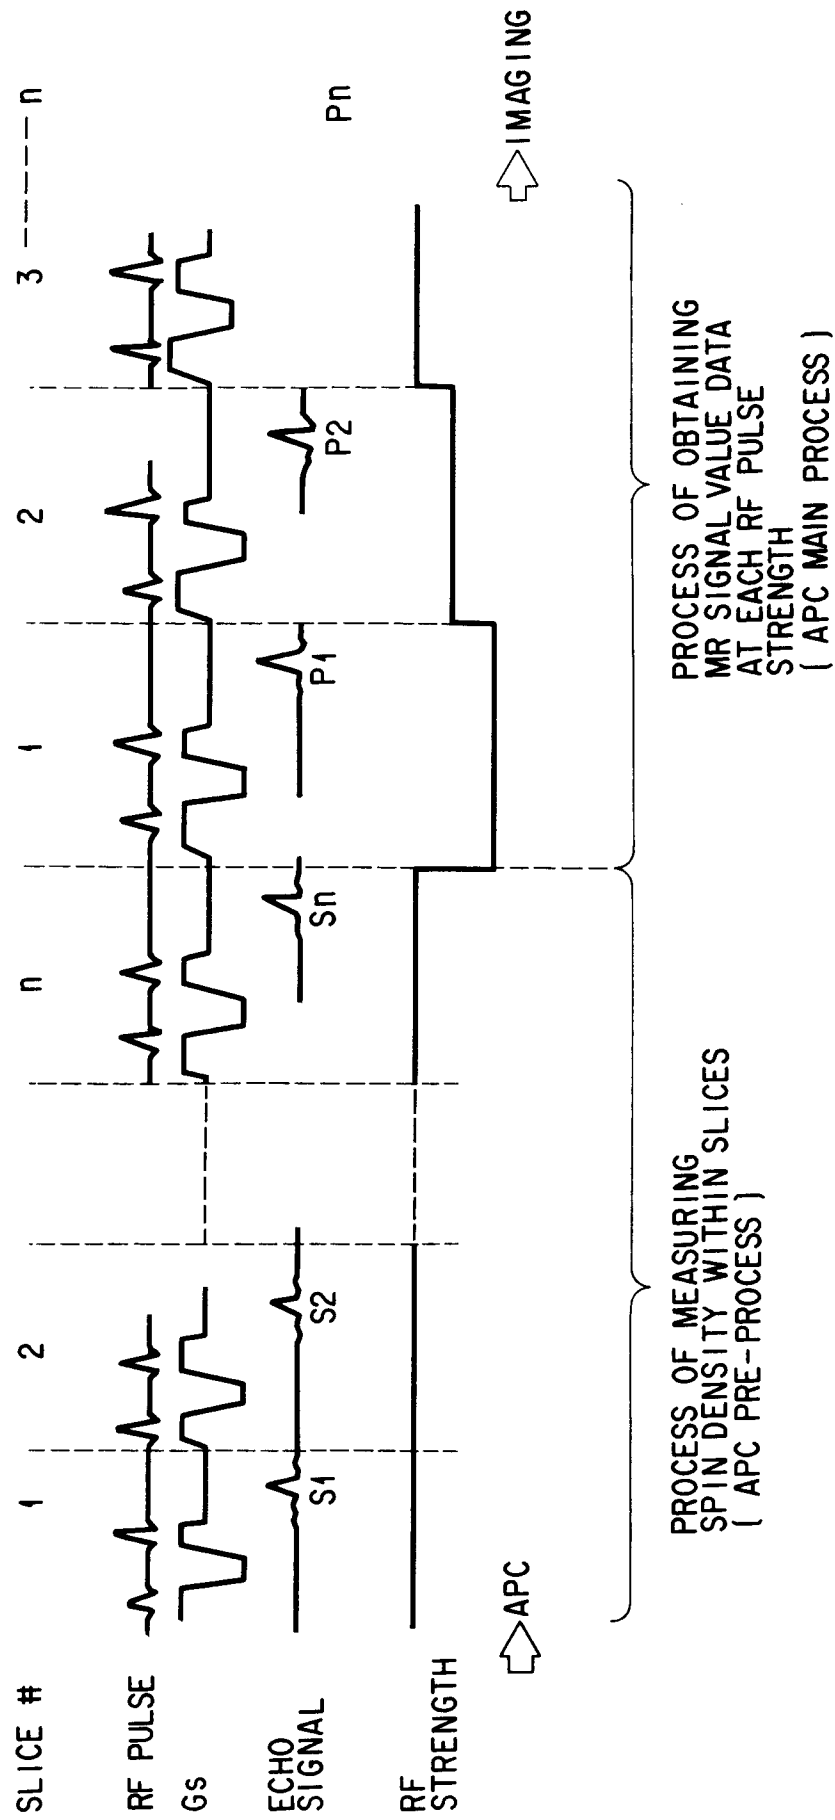 SLICE # 1 2 n 1 2 3 ------ n
RF PULSE
Gs
ECHO
SIGNAL
S1 S2 Sn P1 P2 Pn
RF
STRENGTH
APC
IMAGING
PROCESS OF MEASURING
SPIN DENSITY WITHIN SLICES
( APC PRE-PROCESS )
PROCESS OF OBTAINING
MR SIGNAL VALUE DATA
AT EACH RF PULSE
STRENGTH
( APC MAIN PROCESS )